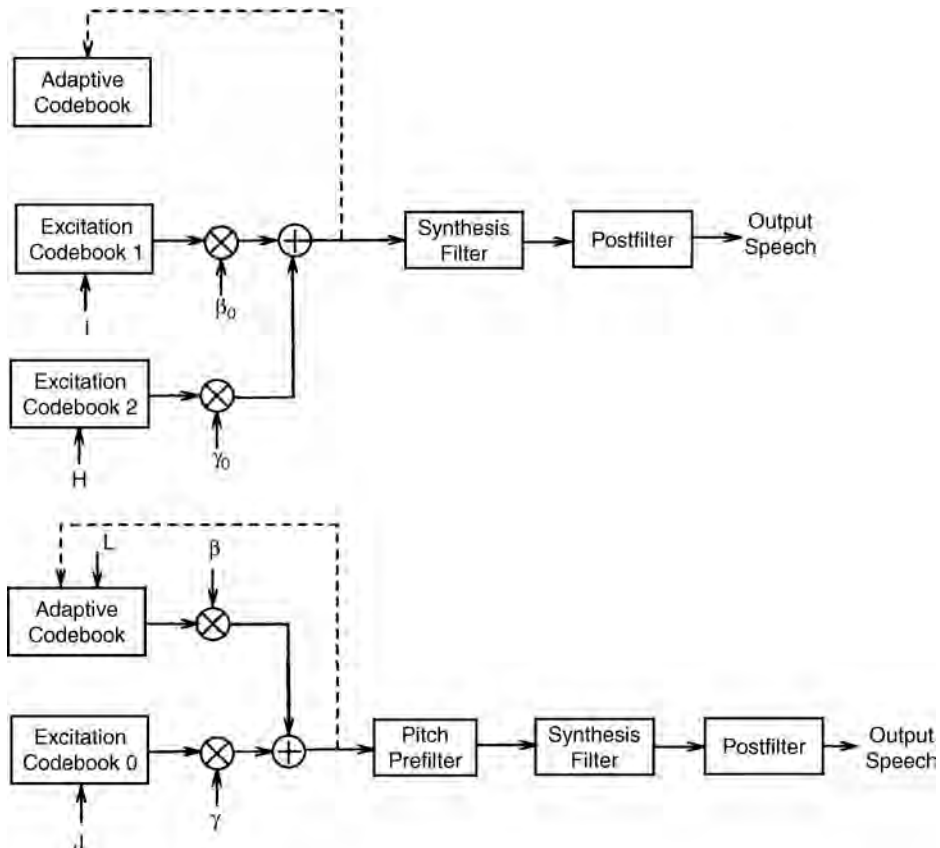 Adaptive
Codebook
Excitation
Codebook 1
β₀
i
Synthesis
Filter
Postfilter
Output
Speech
Excitation
Codebook 2
γ₀
H
L
β
Adaptive
Codebook
Excitation
Codebook 0
γ
Pitch
Prefilter
Synthesis
Filter
Postfilter
Output
Speech